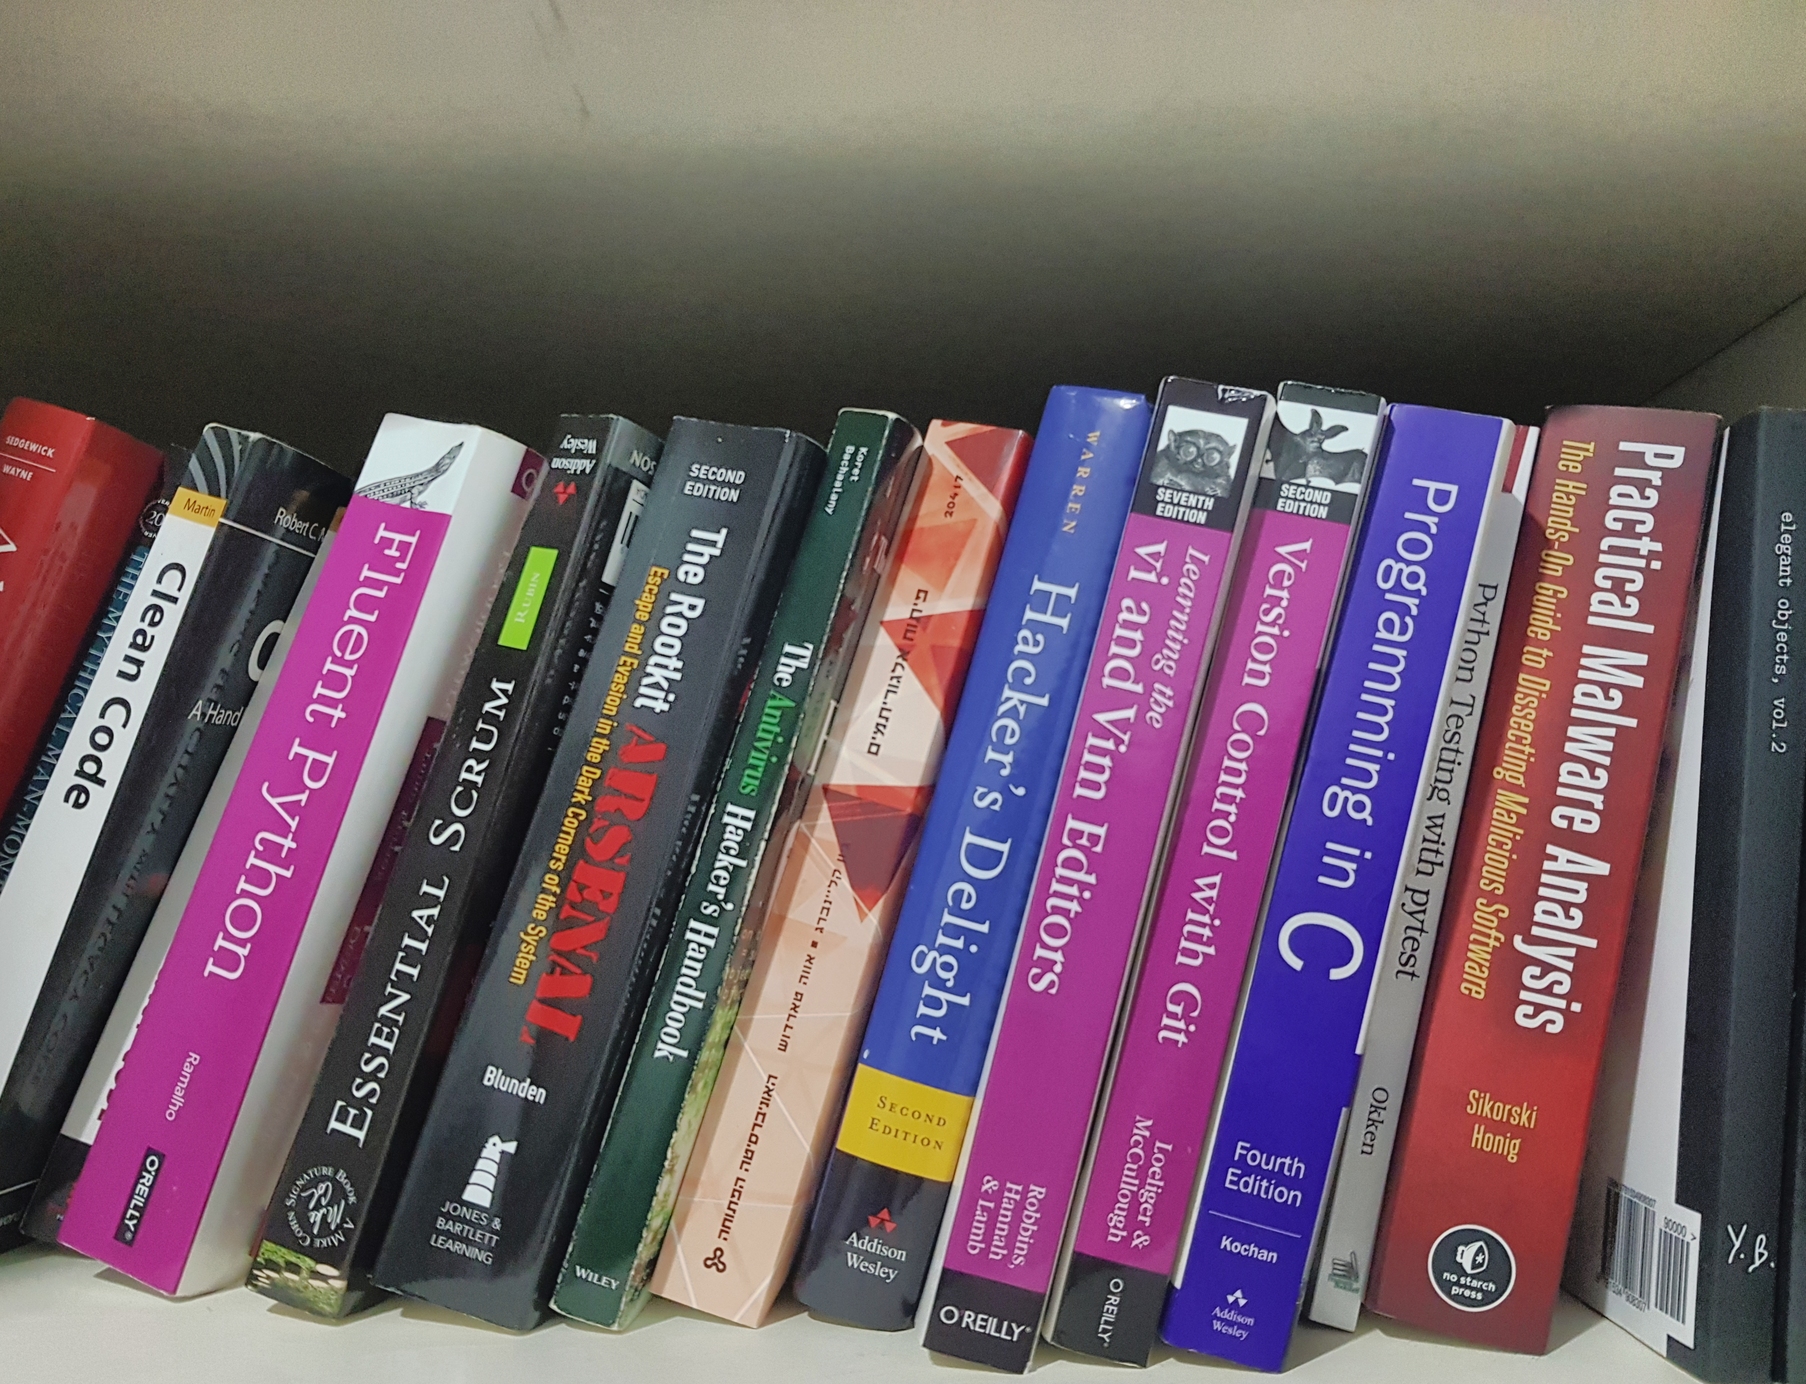 SEDGEWICK
WAYNE
THE MYTHICAL MAN-MON
Martin
Clean Code
Robert C.
A Hand
Fluent Python
Ramalho
O'REILLY®
RUBIN
ESSENTIAL SCRUM
A MIKE COHN SIGNATURE BOOK
Addison
Wesley
SECOND
EDITION
The Rootkit ARSENAL
Escape and Evasion in the Dark Corners of the System
Blunden
JONES &
BARTLETT
LEARNING
Koret
Bachaalany
The Antivirus Hacker's Handbook
WILEY
20417
האוניברסיטה הפתוחה
WARREN
Hacker's Delight
SECOND
EDITION
Addison
Wesley
SEVENTH
EDITION
Learning the
vi and Vim Editors
Robbins,
Hannah
& Lamb
O'REILLY®
SECOND
EDITION
Version Control with Git
Loeliger &
McCullough
O'REILLY®
Programming in C
Fourth
Edition
Kochan
Addison
Wesley
Python Testing with pytest
Okken
Practical Malware Analysis
The Hands-On Guide to Dissecting Malicious Software
Sikorski
Honig
no starch
press
90000
elegant objects, vol.2
Y.B.